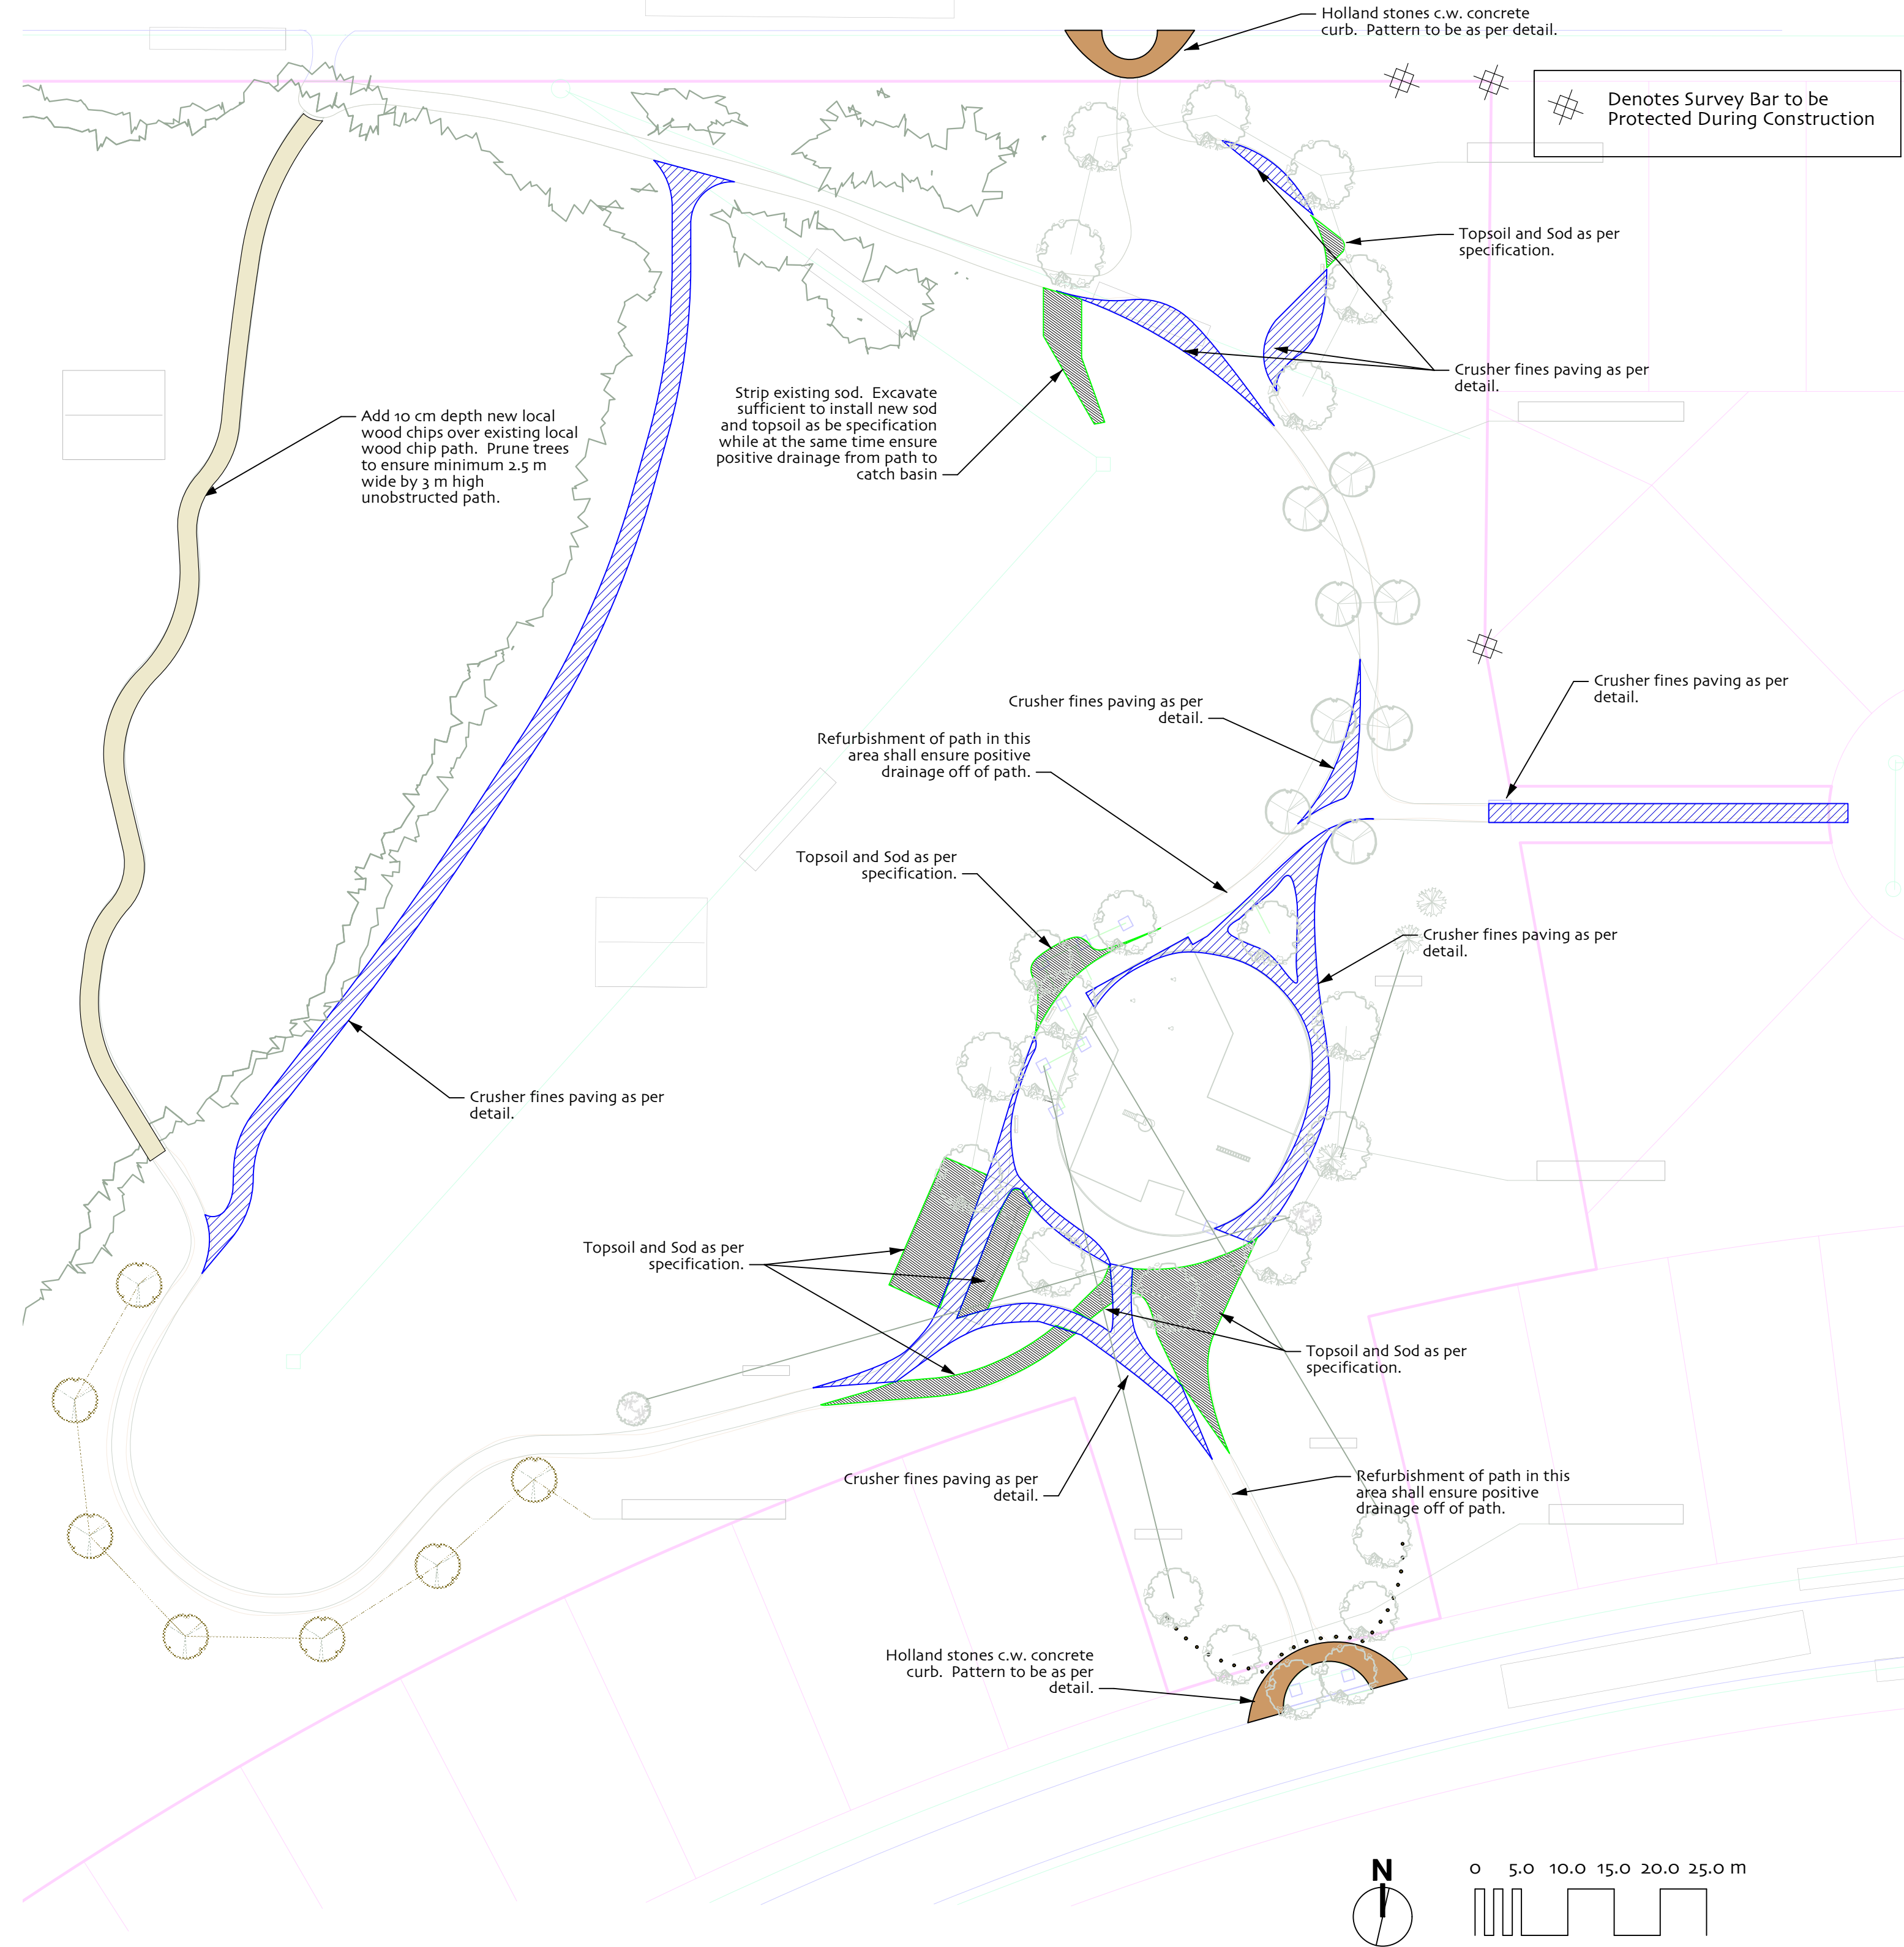 Holland stones c.w. concrete
curb. Pattern to be as per detail.
Denotes Survey Bar to be
Protected During Construction
Topsoil and Sod as per
specification.
Crusher fines paving as per
detail.
Strip existing sod. Excavate
sufficient to install new sod
and topsoil as be specification
while at the same time ensure
positive drainage from path to
catch basin
Add 10 cm depth new local
wood chips over existing local
wood chip path. Prune trees
to ensure minimum 2.5 m
wide by 3 m high
unobstructed path.
Crusher fines paving as per
detail.
Crusher fines paving as per
detail.
Refurbishment of path in this
area shall ensure positive
drainage off of path.
Topsoil and Sod as per
specification.
Crusher fines paving as per
detail.
Crusher fines paving as per
detail.
Topsoil and Sod as per
specification.
Topsoil and Sod as per
specification.
Crusher fines paving as per
detail.
Refurbishment of path in this
area shall ensure positive
drainage off of path.
Holland stones c.w. concrete
curb. Pattern to be as per
detail.
N
0 5.0 10.0 15.0 20.0 25.0 m